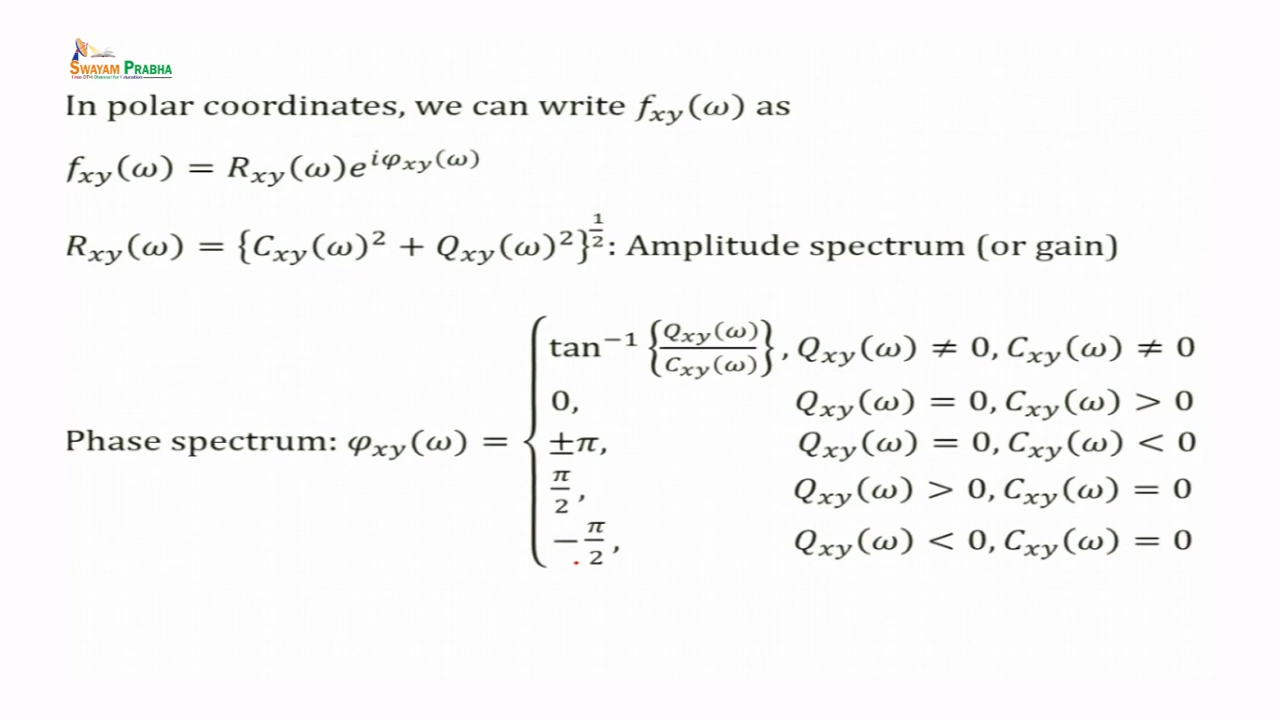 SWAYAM PRABHA
In polar coordinates, we can write f_xy(ω) as
f_xy(ω) = R_xy(ω)e^{iφ_xy(ω)}
R_xy(ω) = {C_xy(ω)² + Q_xy(ω)²}^{1/2}: Amplitude spectrum (or gain)
Phase spectrum: φ_xy(ω) =
tan⁻¹ {Q_xy(ω)/C_xy(ω)}, Q_xy(ω) ≠ 0, C_xy(ω) ≠ 0
0, Q_xy(ω) = 0, C_xy(ω) > 0
±π, Q_xy(ω) = 0, C_xy(ω) < 0
π/2, Q_xy(ω) > 0, C_xy(ω) = 0
−π/2, Q_xy(ω) < 0, C_xy(ω) = 0